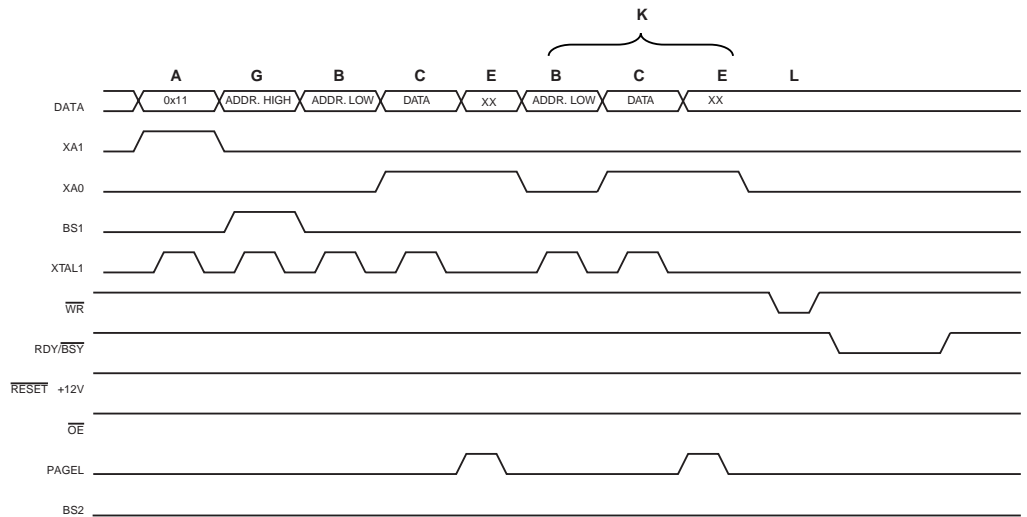 K
A G B C E B C E L
DATA 0x11 ADDR. HIGH ADDR. LOW DATA XX ADDR. LOW DATA XX
XA1
XA0
BS1
XTAL1
WR
RDY/BSY
RESET +12V
OE
PAGEL
BS2